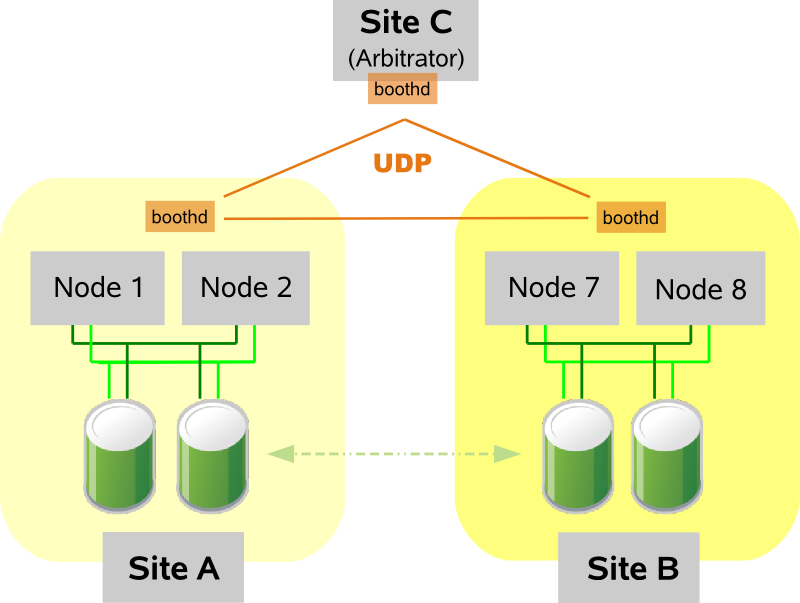 Site C
(Arbitrator)
boothd
UDP
boothd
boothd
Node 1
Node 2
Node 7
Node 8
Site A
Site B